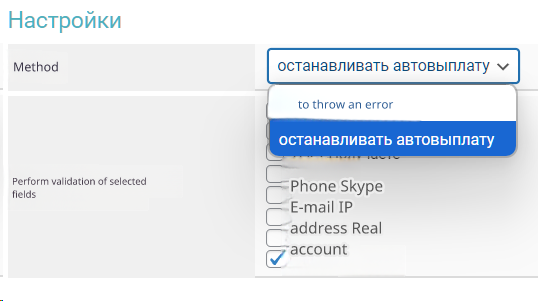 Настройки
Method
останавливать автовыплату
to throw an error
останавливать автовыплату
Perform validation of selected
fields
Phone Skype
E-mail IP
address Real
account